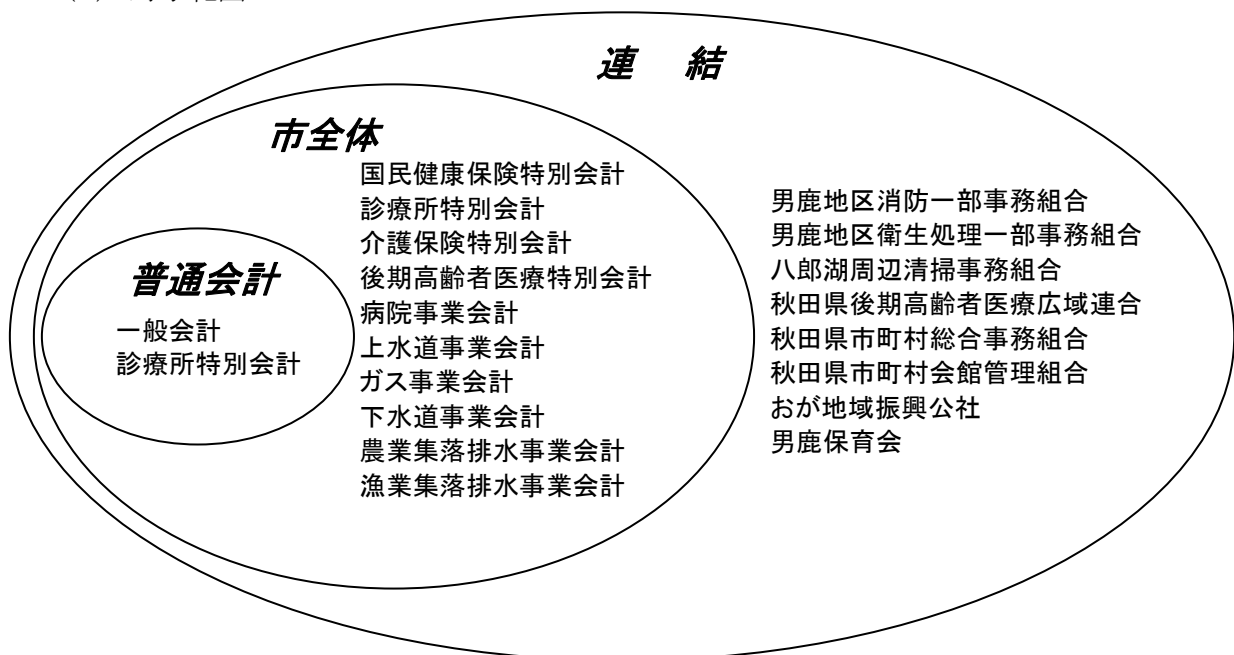 連 結
市全体
国民健康保険特別会計
診療所特別会計
介護保険特別会計
後期高齢者医療特別会計
病院事業会計
上水道事業会計
ガス事業会計
下水道事業会計
農業集落排水事業会計
漁業集落排水事業会計
普通会計
一般会計
診療所特別会計
男鹿地区消防一部事務組合
男鹿地区衛生処理一部事務組合
八郎湖周辺清掃事務組合
秋田県後期高齢者医療広域連合
秋田県市町村総合事務組合
秋田県市町村会館管理組合
おが地域振興公社
男鹿保育会